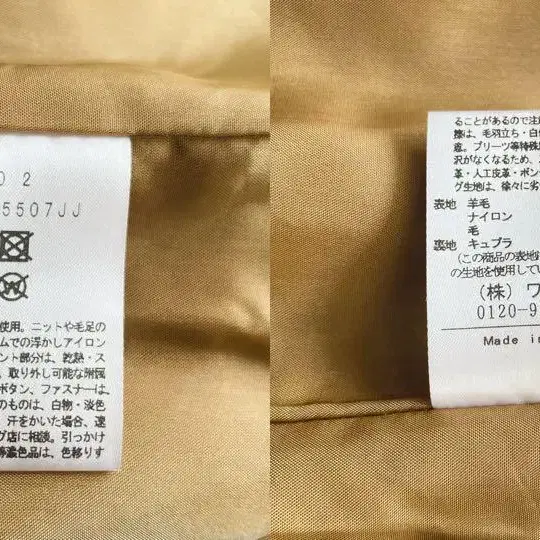 0 2
5507JJ
W
使用。ニットや毛足の
ムでの浮かしアイロン
ント部分は、乾熱・ス
。取り外し可能な附属
ボタン、ファスナーは、
のものは、白物・淡色
。汗をかいた場合、速
グ店に相談。引っかけ
等濃色品は、色移りす
ることがあるので注
擦は、毛羽立ち・白
遣。プリーツ等特殊
沢がなくなるため、
革・人工皮革・ボン
グ生地は、徐々に劣
表地 羊毛
ナイロン
毛
裏地 キュプラ
(この商品の表地
の生地を使用してい
(株) ワ
0120-9
Made in